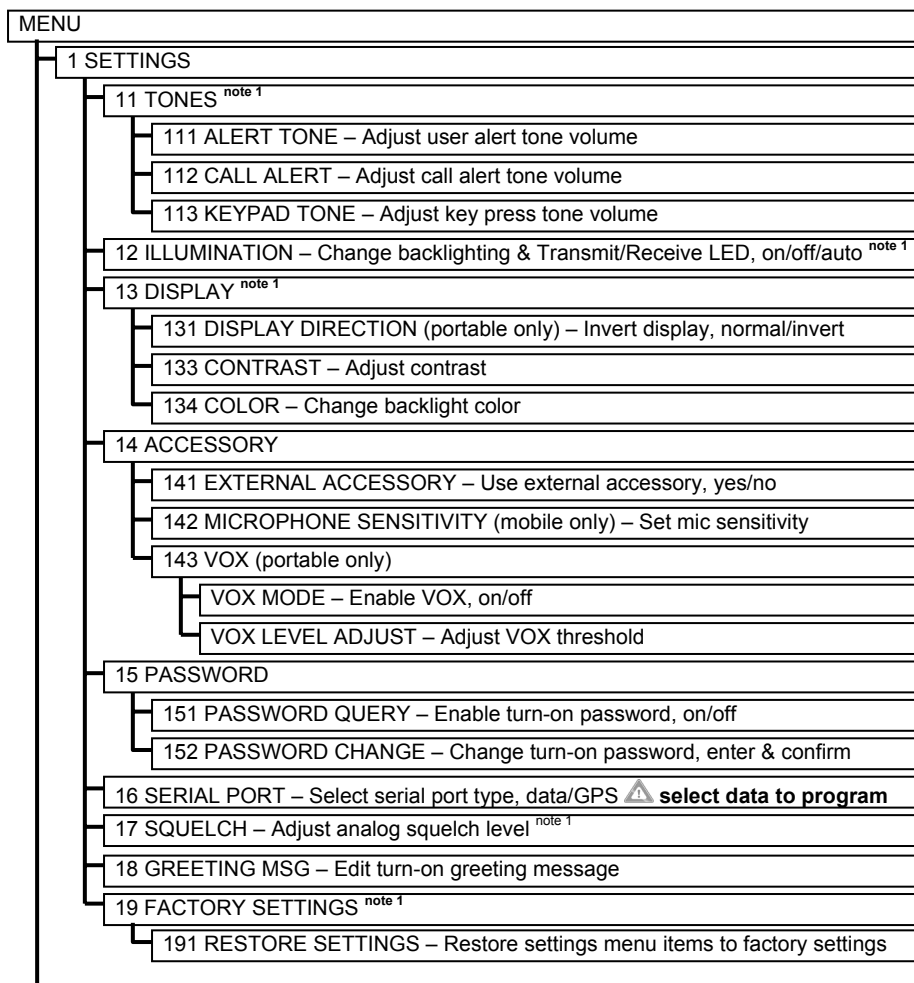 MENU
1 SETTINGS
11 TONES note 1
111 ALERT TONE – Adjust user alert tone volume
112 CALL ALERT – Adjust call alert tone volume
113 KEYPAD TONE – Adjust key press tone volume
12 ILLUMINATION – Change backlighting & Transmit/Receive LED, on/off/auto note 1
13 DISPLAY note 1
131 DISPLAY DIRECTION (portable only) – Invert display, normal/invert
133 CONTRAST – Adjust contrast
134 COLOR – Change backlight color
14 ACCESSORY
141 EXTERNAL ACCESSORY – Use external accessory, yes/no
142 MICROPHONE SENSITIVITY (mobile only) – Set mic sensitivity
143 VOX (portable only)
VOX MODE – Enable VOX, on/off
VOX LEVEL ADJUST – Adjust VOX threshold
15 PASSWORD
151 PASSWORD QUERY – Enable turn-on password, on/off
152 PASSWORD CHANGE – Change turn-on password, enter & confirm
16 SERIAL PORT – Select serial port type, data/GPS ⚠ select data to program
17 SQUELCH – Adjust analog squelch level note 1
18 GREETING MSG – Edit turn-on greeting message
19 FACTORY SETTINGS note 1
191 RESTORE SETTINGS – Restore settings menu items to factory settings